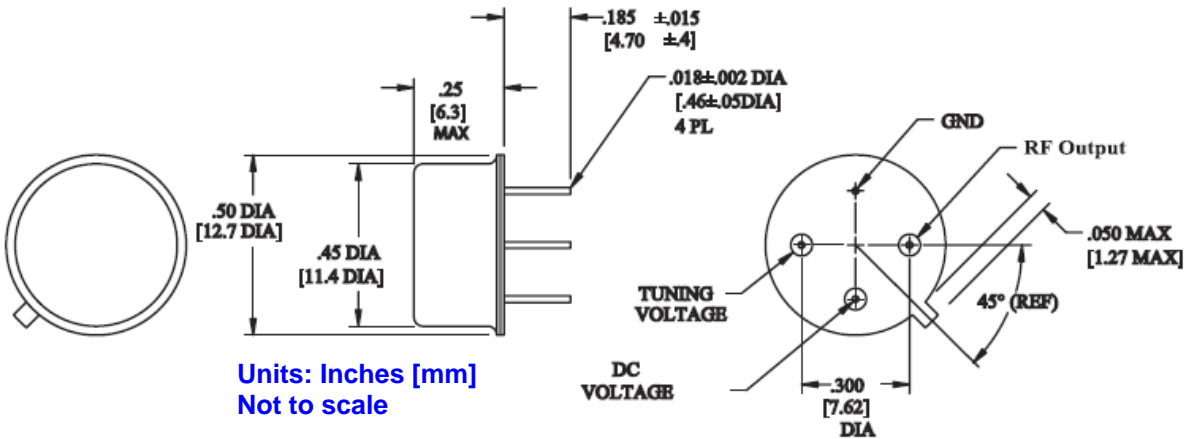 .185 ±.015
[4.70 ±.4]
.25
[6.3]
MAX
.018±.002 DIA
[.46±.05DIA]
4 PL
.50 DIA
[12.7 DIA]
.45 DIA
[11.4 DIA]
GND
RF Output
.050 MAX
[1.27 MAX]
45° (REF)
TUNING
VOLTAGE
DC
VOLTAGE
.300
[7.62]
DIA
Units: Inches [mm]
Not to scale